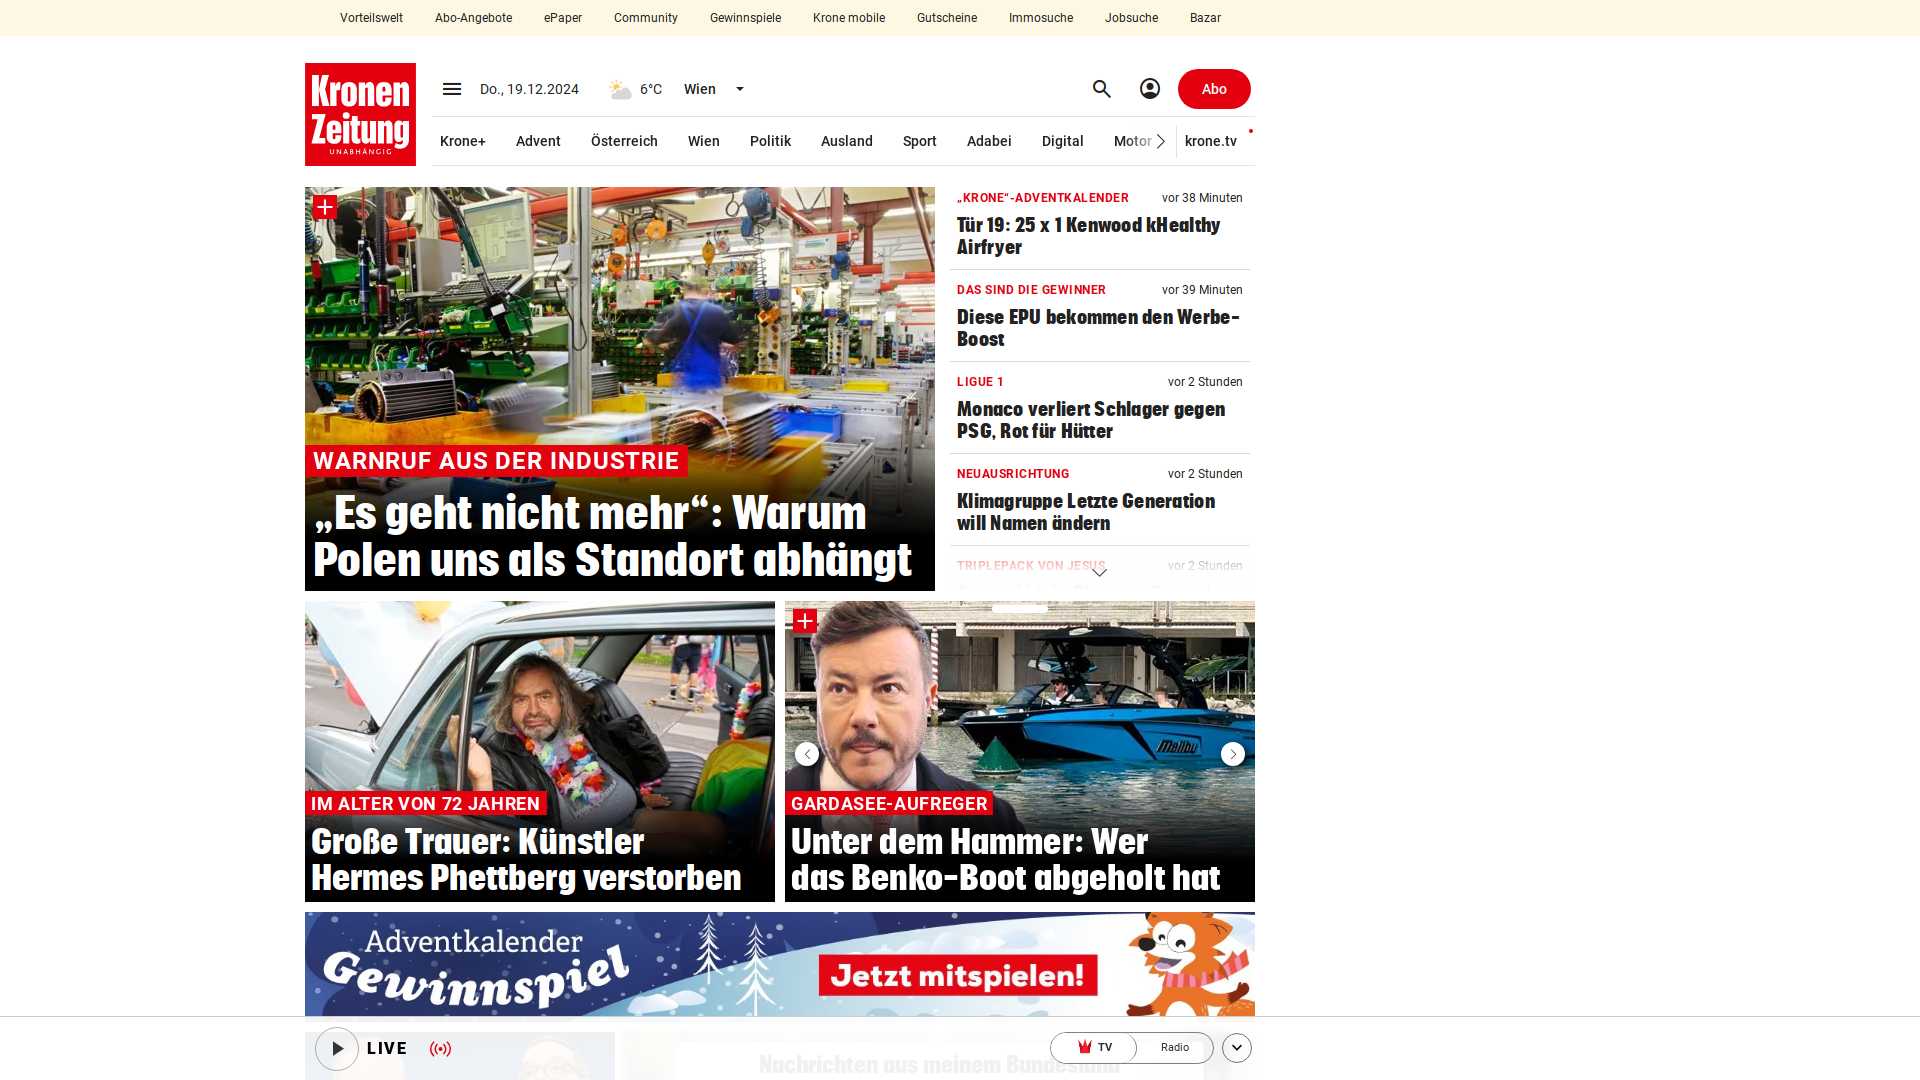 Vorteilswelt Abo-Angebote ePaper Community Gewinnspiele Krone mobile Gutscheine Immosuche Jobsuche Bazar
Kronen
Zeitung
UNABHÄNGIG
Do., 19.12.2024 6°C Wien Abo
Krone+ Advent Österreich Wien Politik Ausland Sport Adabei Digital Motor krone.tv
WARNRUF AUS DER INDUSTRIE
„Es geht nicht mehr“: Warum
Polen uns als Standort abhängt
„KRONE“-ADVENTKALENDER vor 38 Minuten
Tür 19: 25 x 1 Kenwood kHealthy
Airfryer
DAS SIND DIE GEWINNER vor 39 Minuten
Diese EPU bekommen den Werbe-
Boost
LIGUE 1 vor 2 Stunden
Monaco verliert Schlager gegen
PSG, Rot für Hütter
NEUAUSRICHTUNG vor 2 Stunden
Klimagruppe Letzte Generation
will Namen ändern
TRIPLEPACK VON JESUS vor 2 Stunden
IM ALTER VON 72 JAHREN
Große Trauer: Künstler
Hermes Phettberg verstorben
Malibu
GARDASEE-AUFREGER
Unter dem Hammer: Wer
das Benko-Boot abgeholt hat
Adventkalender
Gewinnspiel
Jetzt mitspielen!
LIVE TV Radio
Nachrichten aus meinem Bundesland